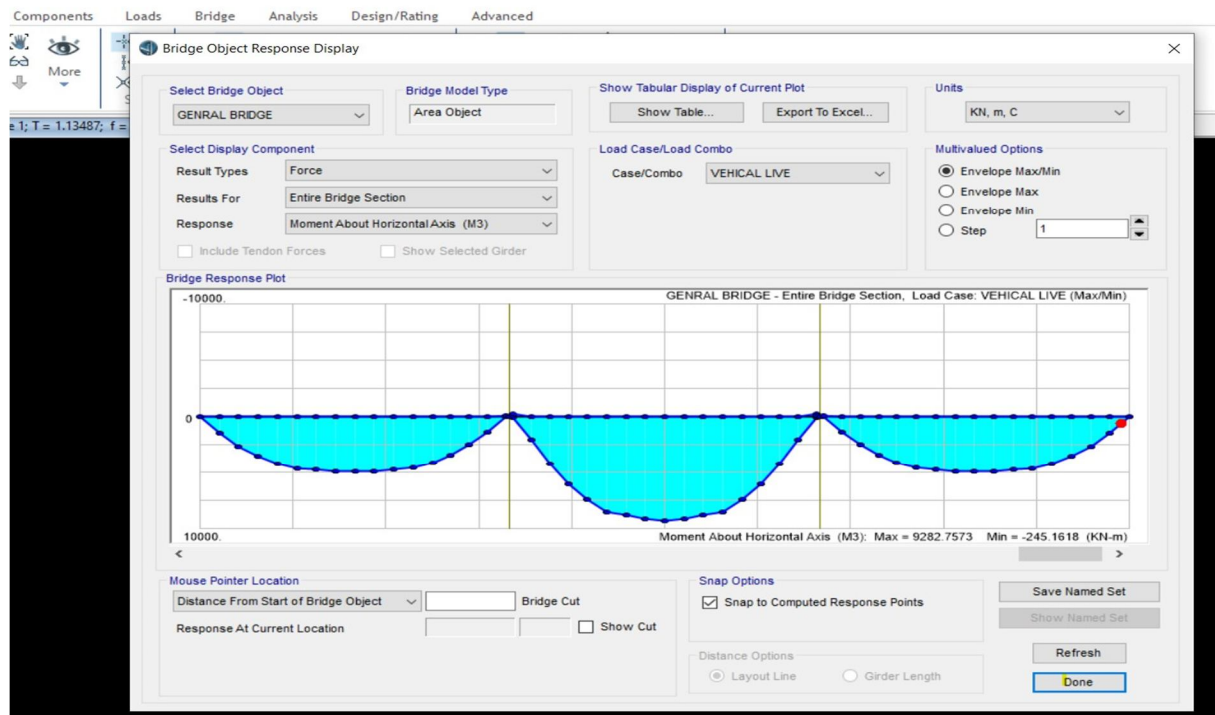 Components Loads Bridge Analysis Design/Rating Advanced
More
e 1; T = 1.13487; f =
Bridge Object Response Display
Select Bridge Object
GENRAL BRIDGE
Bridge Model Type
Area Object
Show Tabular Display of Current Plot
Show Table... Export To Excel...
Units
KN, m, C
Select Display Component
Result Types Force
Results For Entire Bridge Section
Response Moment About Horizontal Axis (M3)
Include Tendon Forces Show Selected Girder
Load Case/Load Combo
Case/Combo VEHICAL LIVE
Multivalued Options
Envelope Max/Min
Envelope Max
Envelope Min
Step 1
Bridge Response Plot
-10000. GENRAL BRIDGE - Entire Bridge Section, Load Case: VEHICAL LIVE (Max/Min)
0
10000. Moment About Horizontal Axis (M3): Max = 9282.7573 Min = -245.1618 (KN-m)
Mouse Pointer Location
Distance From Start of Bridge Object Bridge Cut
Response At Current Location Show Cut
Snap Options
Snap to Computed Response Points
Distance Options
Layout Line Girder Length
Save Named Set
Show Named Set
Refresh
Done